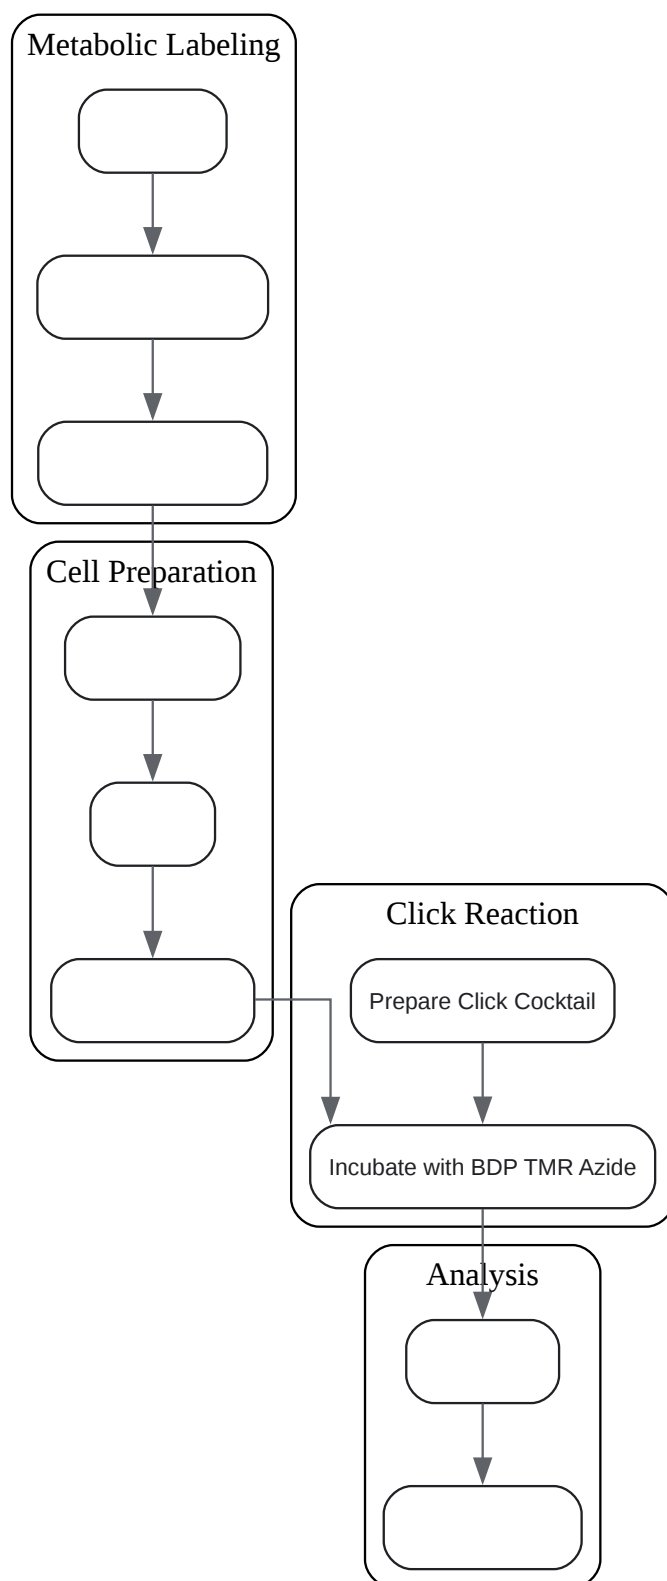 Metabolic Labeling
Cell Preparation
Click Reaction
Prepare Click Cocktail
Incubate with BDP TMR Azide
Analysis